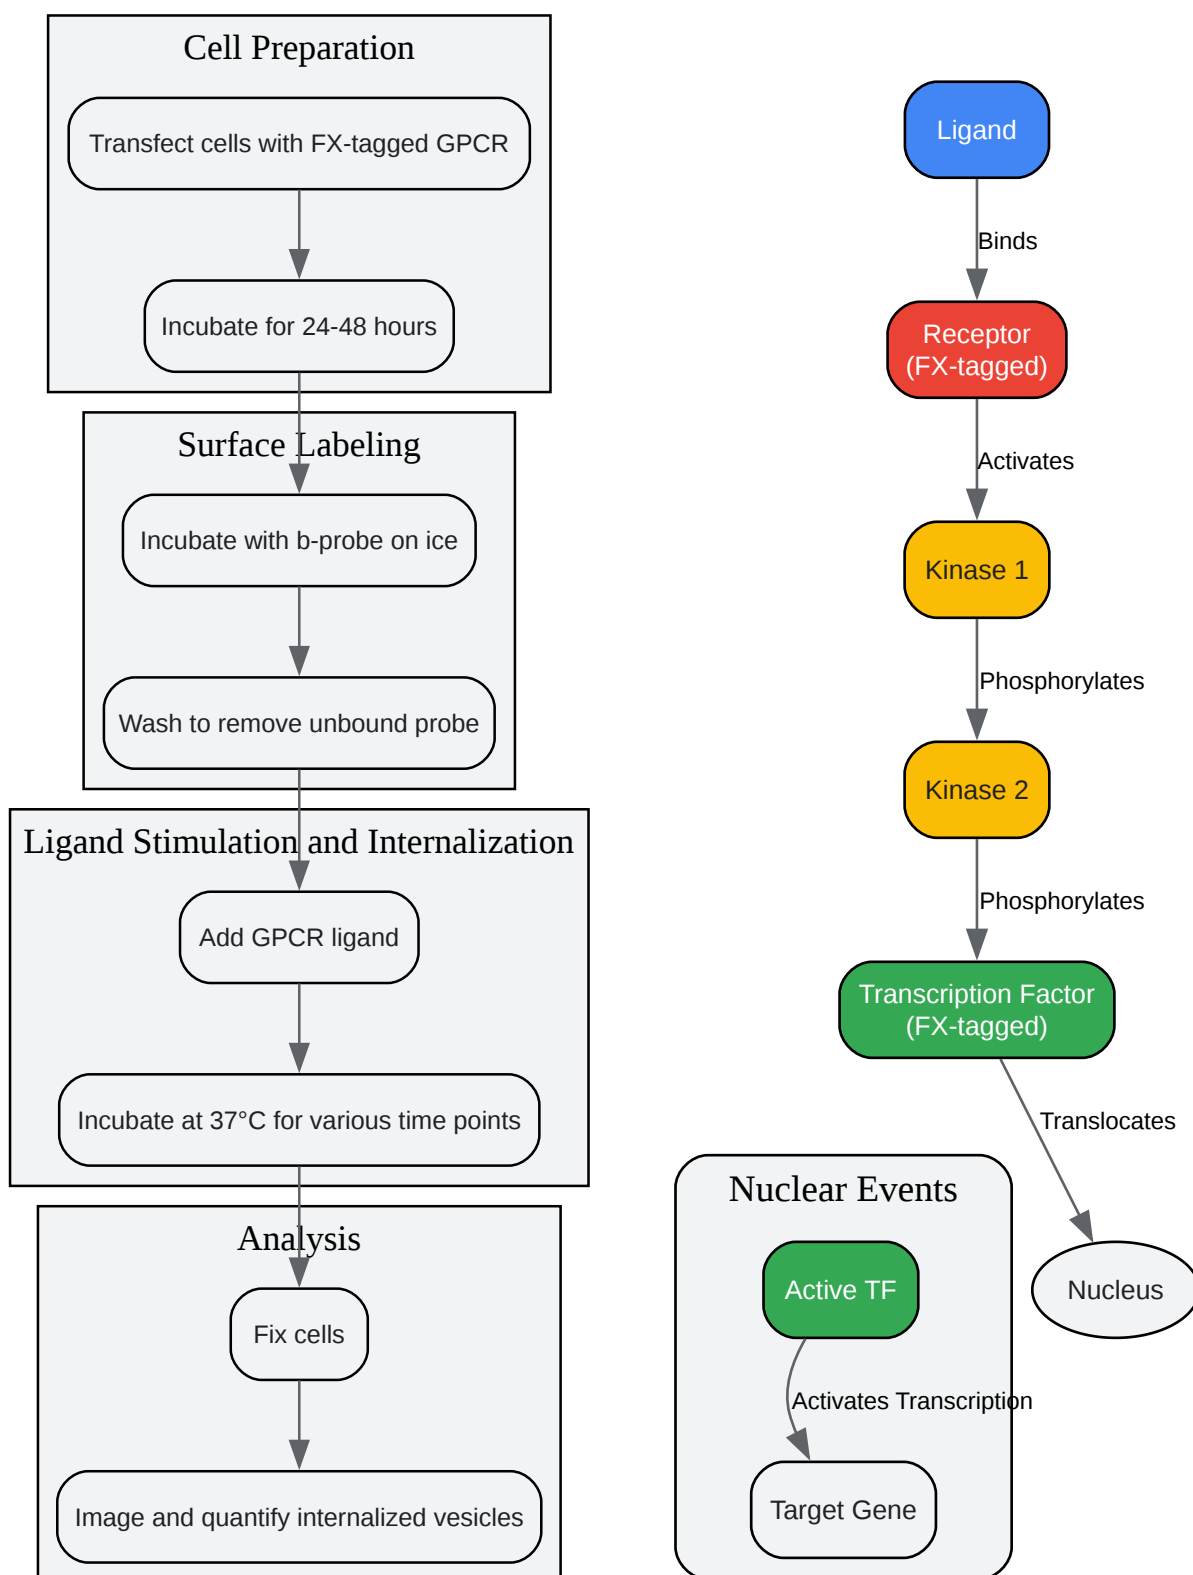 Cell Preparation
Transfect cells with FX-tagged GPCR
Incubate for 24-48 hours
Surface Labeling
Incubate with b-probe on ice
Wash to remove unbound probe
Ligand Stimulation and Internalization
Add GPCR ligand
Incubate at 37°C for various time points
Analysis
Fix cells
Image and quantify internalized vesicles
Ligand
Binds
Receptor
(FX-tagged)
Activates
Kinase 1
Phosphorylates
Kinase 2
Phosphorylates
Transcription Factor
(FX-tagged)
Translocates
Nucleus
Nuclear Events
Active TF
Activates Transcription
Target Gene